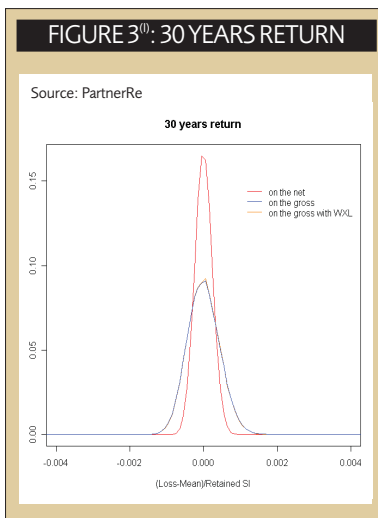 FIGURE 3⁽ᴵ⁾: 30 YEARS RETURN
Source: PartnerRe
30 years return
on the net
on the gross
on the gross with WXL
0.15
0.10
0.05
0.00
-0.004 -0.002 0.000 0.002 0.004
(Loss-Mean)/Retained SI